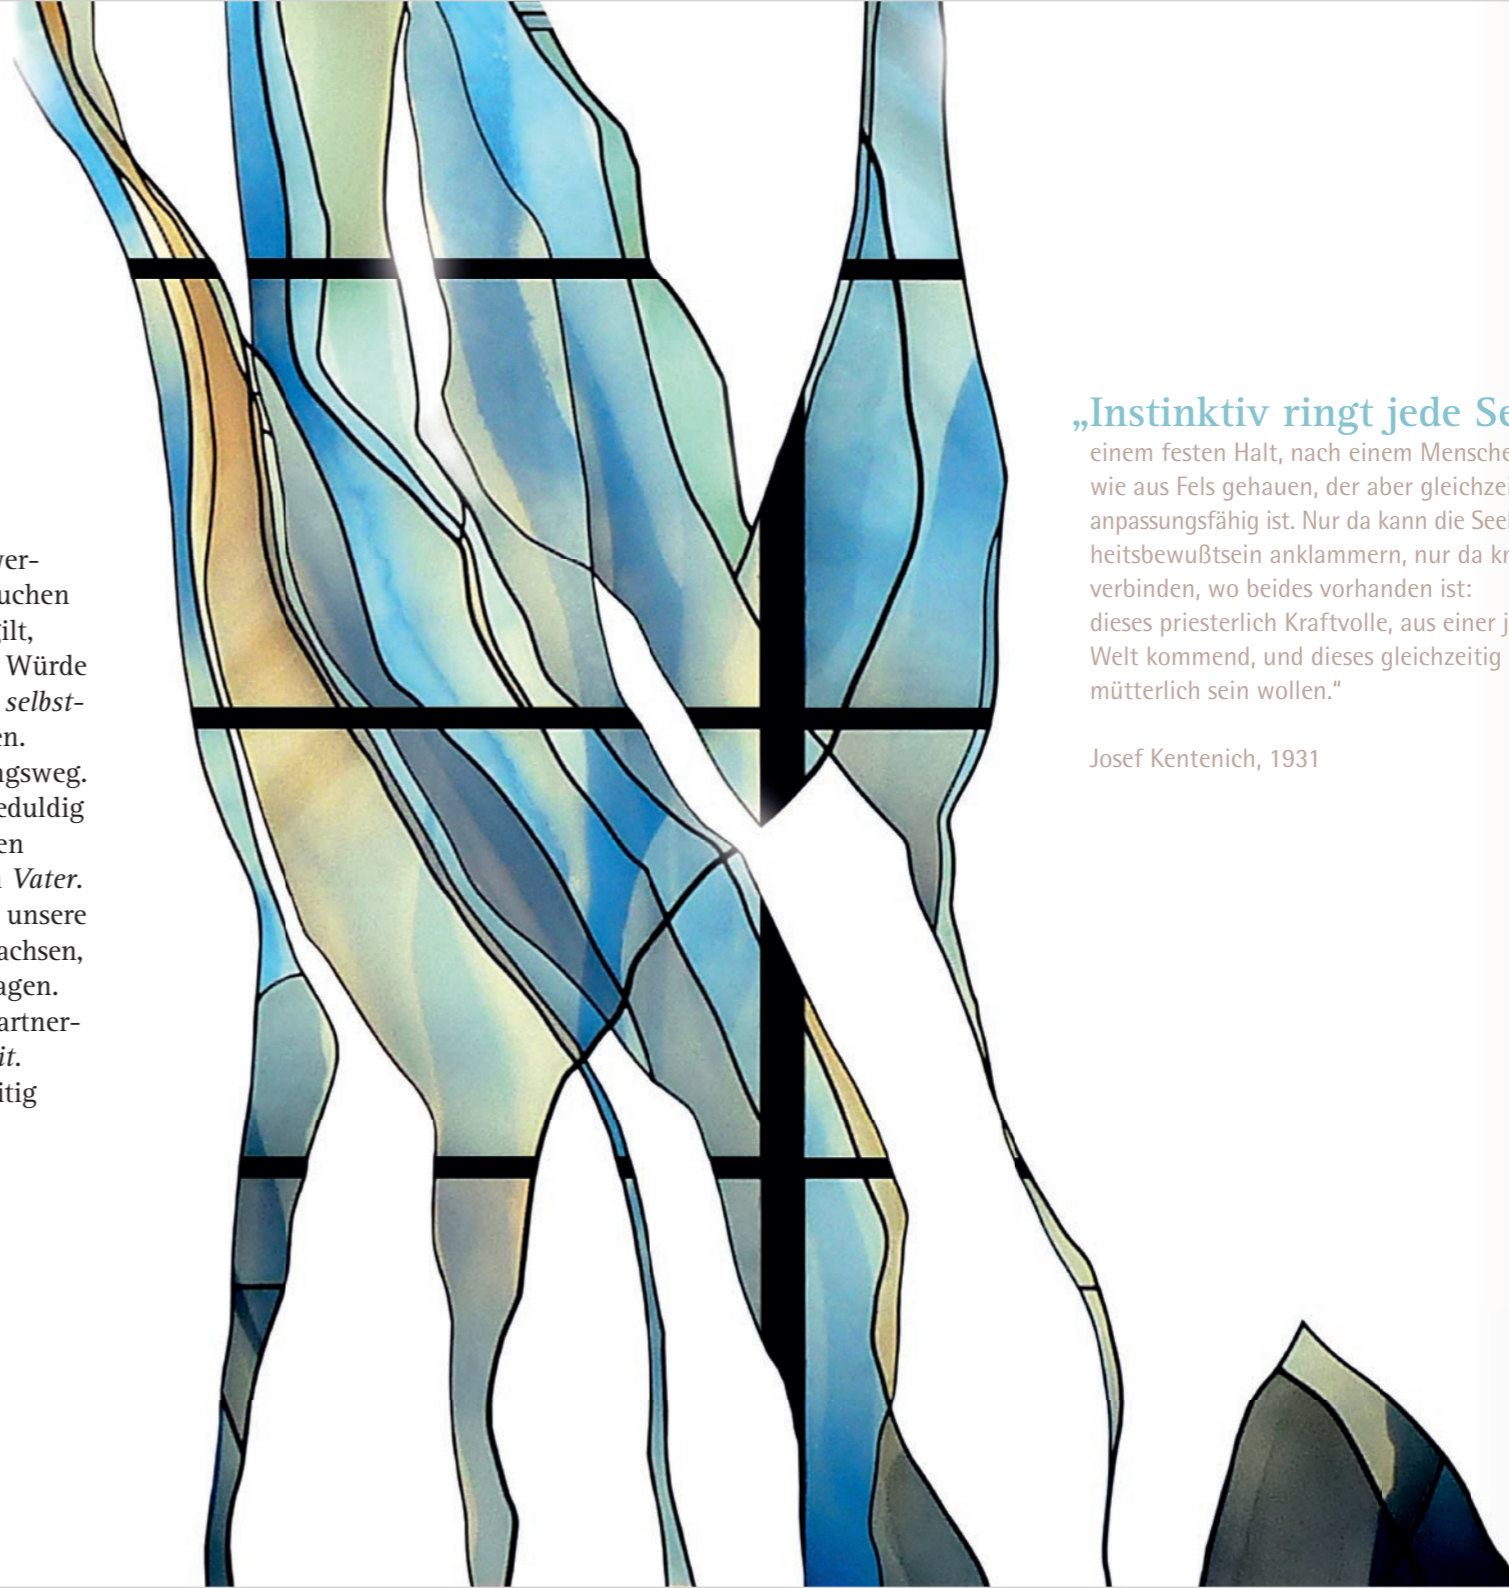 ver-
uchen
gilt,
Würde
selbst-
en.
ngsweg.
eduldig
en
Vater.
unsere
achsen,
agen.
artner-
it.
itig
„Instinktiv ringt jede Se
einem festen Halt, nach einem Mensche
wie aus Fels gehauen, der aber gleichzei
anpassungsfähig ist. Nur da kann die Seel
heitsbewußtsein anklammern, nur da kn
verbinden, wo beides vorhanden ist:
dieses priesterlich Kraftvolle, aus einer j
Welt kommend, und dieses gleichzeitig
mütterlich sein wollen.“
Josef Kentenich, 1931